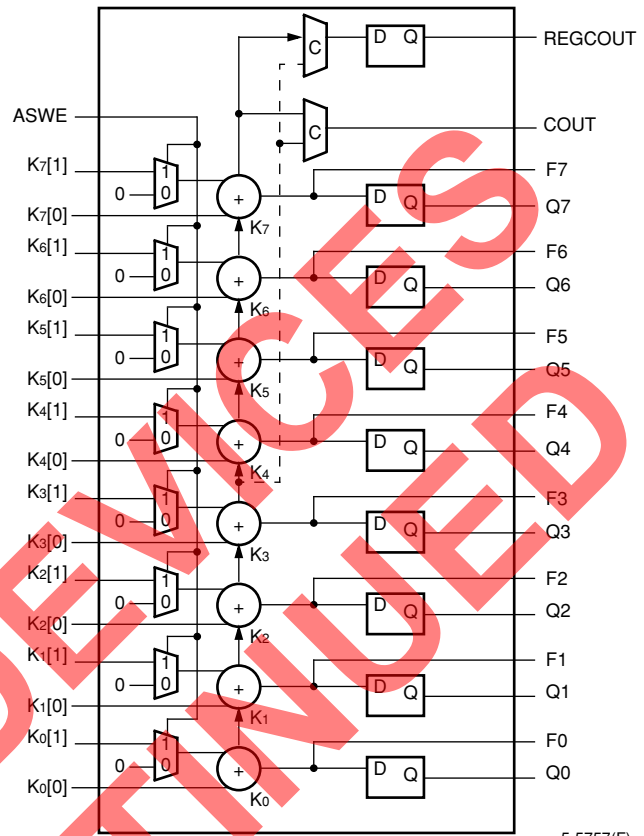 D Q
REGCOUT
C
ASWE
C
COUT
K7[1]
1
0
0
K7[0]
+
K7
D
Q
F7
Q7
K6[1]
1
0
0
K6[0]
+
K6
D
Q
F6
Q6
K5[1]
1
0
0
K5[0]
+
K5
D
Q
F5
Q5
K4[1]
1
0
0
K4[0]
+
K4
D
Q
F4
Q4
K3[1]
1
0
0
K3[0]
+
K3
D
Q
F3
Q3
K2[1]
1
0
0
K2[0]
+
K2
D
Q
F2
Q2
K1[1]
1
0
0
K1[0]
+
K1
D
Q
F1
Q1
K0[1]
1
0
0
K0[0]
+
K0
D
Q
F0
Q0
DEVICES
TINUED